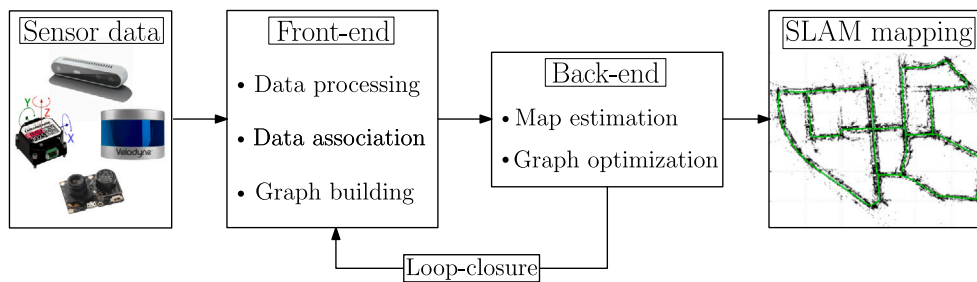 Sensor data
Y
Z
X
Velodyne
Front-end
• Data processing
• Data association
• Graph building
Back-end
• Map estimation
• Graph optimization
Loop-closure
SLAM mapping